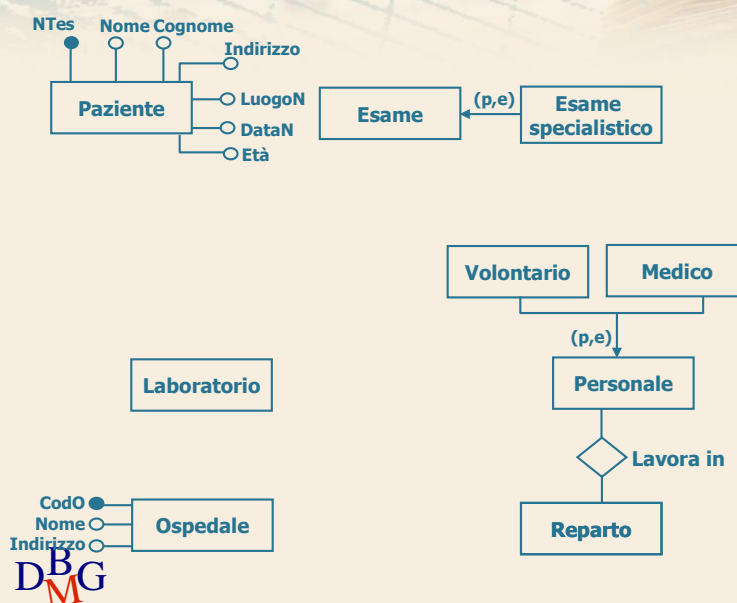 NTes
Nome Cognome
Indirizzo
Paziente
LuogoN
DataN
Età
Esame
(p,e)
Esame
specialistico
Volontario
Medico
(p,e)
Laboratorio
Personale
Lavora in
CodO
Nome
Indirizzo
Ospedale
Reparto
DBMG